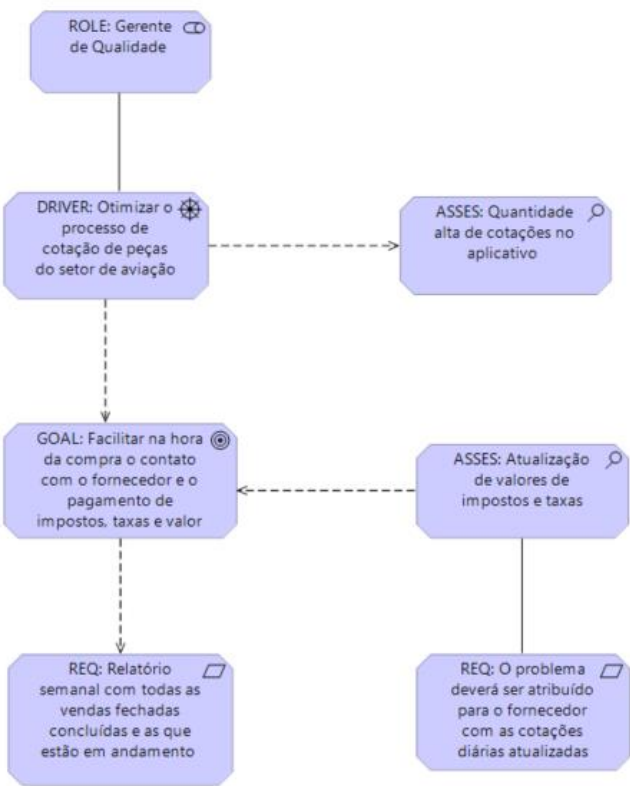 ROLE: Gerente
de Qualidade
DRIVER: Otimizar o
processo de
cotação de peças
do setor de aviação
ASSES: Quantidade
alta de cotações no
aplicativo
GOAL: Facilitar na hora
da compra o contato
com o fornecedor e o
pagamento de
impostos, taxas e valor
ASSES: Atualização
de valores de
impostos e taxas
REQ: Relatório
semanal com todas as
vendas fechadas
concluídas e as que
estão em andamento
REQ: O problema
deverá ser atribuído
para o fornecedor
com as cotações
diárias atualizadas